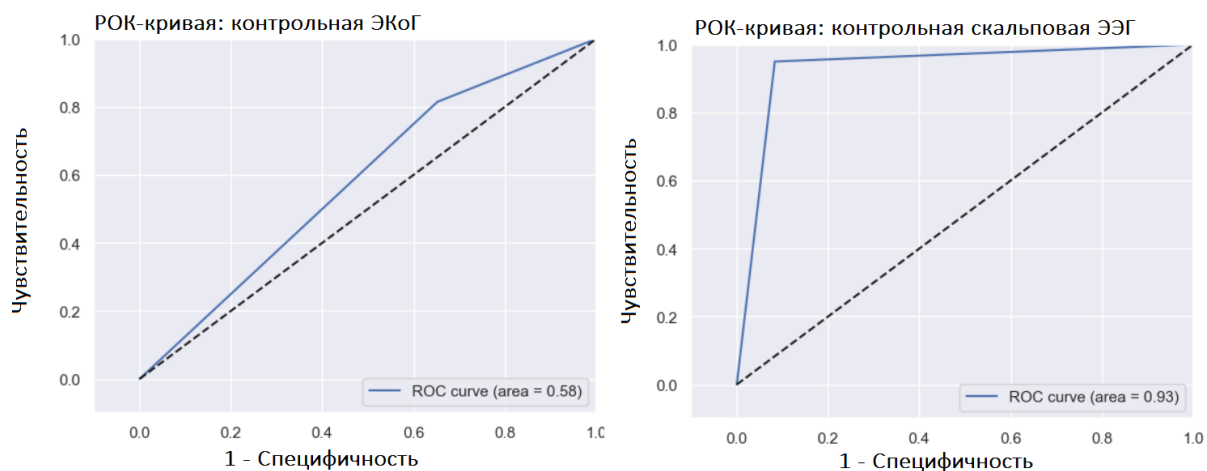 РОК-кривая: контрольная ЭКоГ
1.0
0.8
0.6
0.4
0.2
0.0
Чувствительность
ROC curve (area = 0.58)
0.0 0.2 0.4 0.6 0.8 1.0
1 - Специфичность
РОК-кривая: контрольная скальповая ЭЭГ
1.0
0.8
0.6
0.4
0.2
0.0
Чувствительность
ROC curve (area = 0.93)
0.0 0.2 0.4 0.6 0.8 1.0
1 - Специфичность